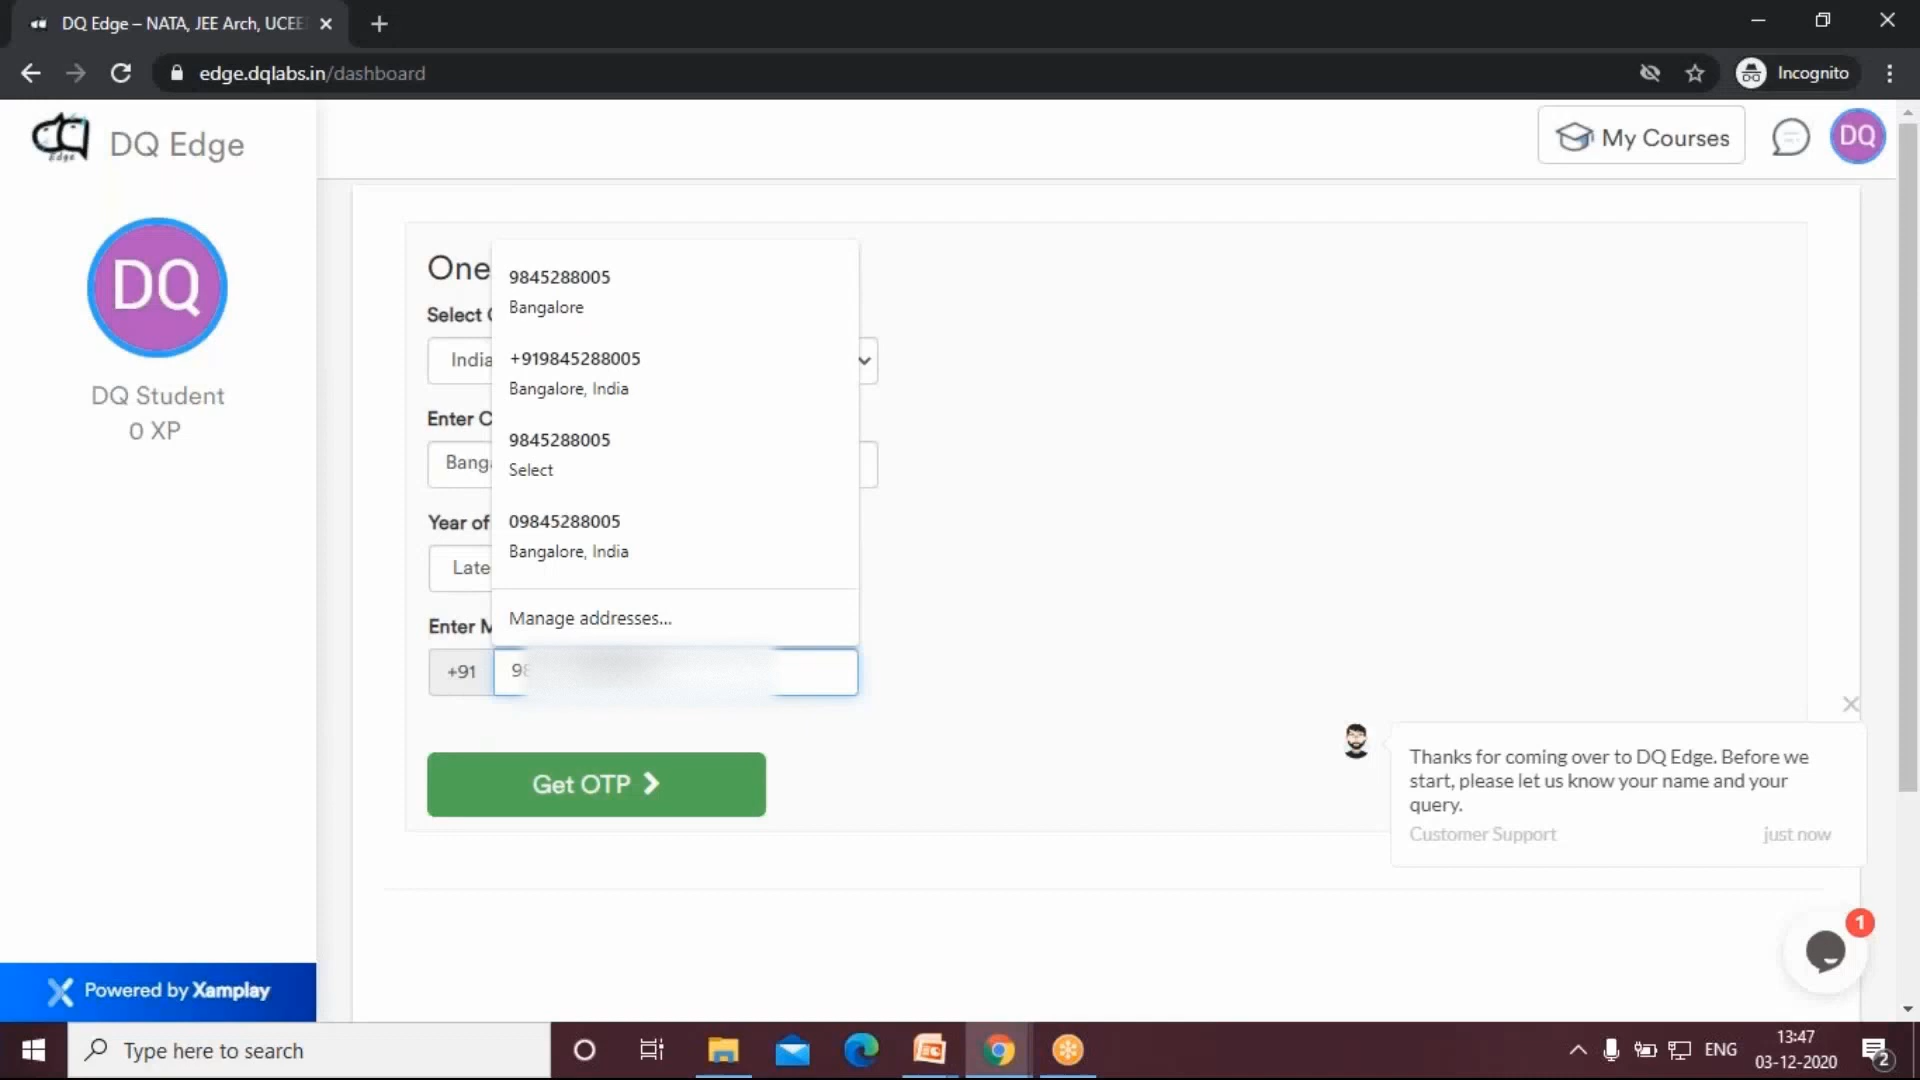 DQ Edge – NATA, JEE Arch, UCEE
edge.dqlabs.in/dashboard
Incognito
Edge
DQ Edge
My Courses
DQ
DQ
DQ Student
0 XP
One
Select
India
Enter C
Banga
Year of
Late
Enter M
9845288005
Bangalore
+919845288005
Bangalore, India
9845288005
Select
09845288005
Bangalore, India
Manage addresses...
+91
98
Get OTP
Thanks for coming over to DQ Edge. Before we
start, please let us know your name and your
query.
Customer Support just now
1
Powered by Xamplay
Type here to search
ENG
13:47
03-12-2020
2